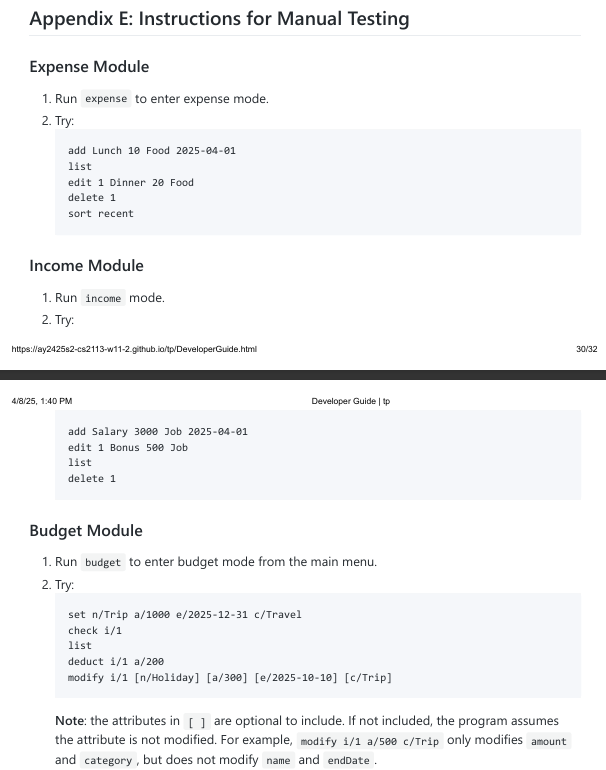 Appendix E: Instructions for Manual Testing
Expense Module
1. Run expense to enter expense mode.
2. Try:
add Lunch 10 Food 2025-04-01
list
edit 1 Dinner 20 Food
delete 1
sort recent
Income Module
1. Run income mode.
2. Try:
https://ay2425s2-cs2113-w11-2.github.io/tp/DeveloperGuide.html 30/32
4/8/25, 1:40 PM Developer Guide | tp
add Salary 3000 Job 2025-04-01
edit 1 Bonus 500 Job
list
delete 1
Budget Module
1. Run budget to enter budget mode from the main menu.
2. Try:
set n/Trip a/1000 e/2025-12-31 c/Travel
check i/1
list
deduct i/1 a/200
modify i/1 [n/Holiday] [a/300] [e/2025-10-10] [c/Trip]
Note: the attributes in [ ] are optional to include. If not included, the program assumes
the attribute is not modified. For example, modify i/1 a/500 c/Trip only modifies amount
and category, but does not modify name and endDate.